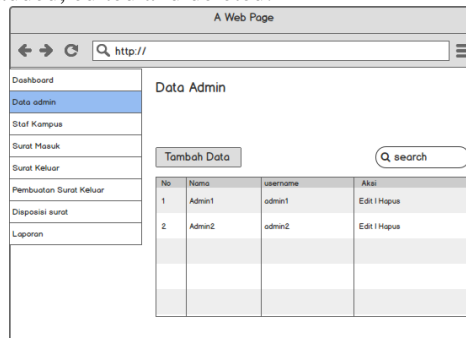 A Web Page
http://
Dashboard
Data admin
Staf Kampus
Surat Masuk
Surat Keluar
Pembuatan Surat Keluar
Disposisi surat
Laporan
Data Admin
Tambah Data
search
No Nama username Aksi
1 Admin1 admin1 Edit | Hapus
2 Admin2 admin2 Edit | Hapus